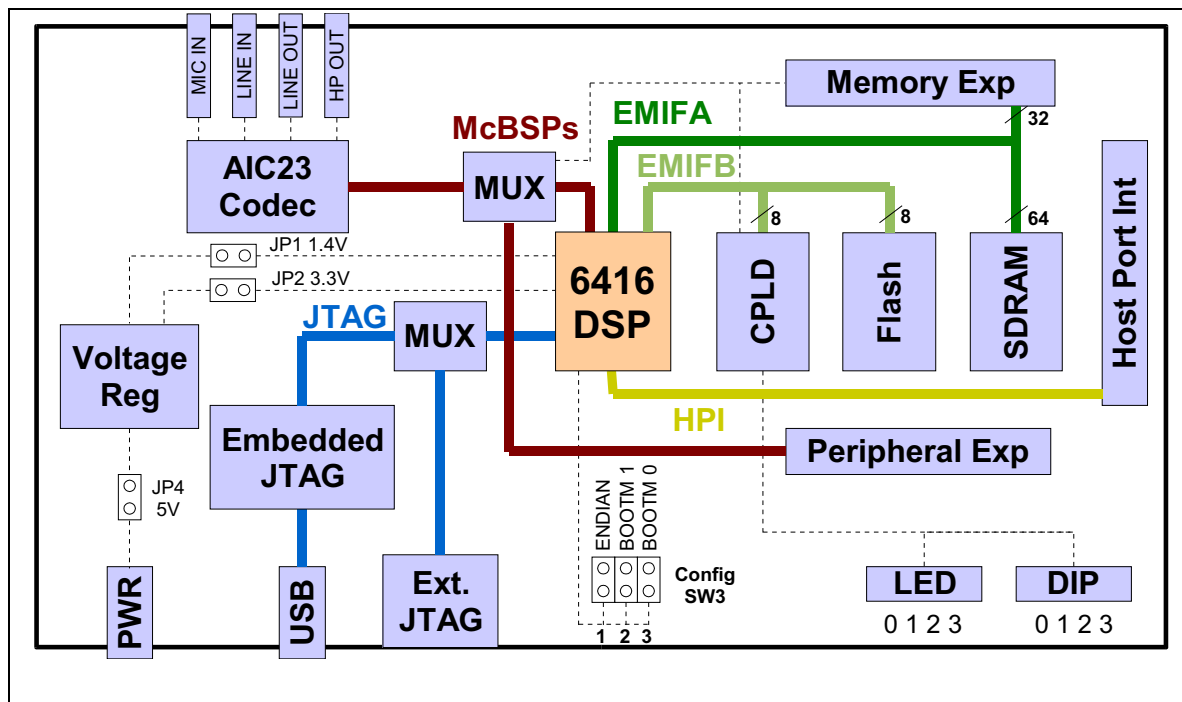 MIC IN
LINE IN
LINE OUT
HP OUT
Memory Exp
32
EMIFA
McBSPs
AIC23
Codec
MUX
EMIFB
8
8
64
JP1 1.4V
JP2 3.3V
6416
DSP
CPLD
Flash
SDRAM
Host Port Int
JTAG
MUX
Voltage
Reg
HPI
Embedded
JTAG
Peripheral Exp
JP4
5V
ENDIAN
BOOTM 1
BOOTM 0
Config
SW3
1 2 3
PWR
USB
Ext.
JTAG
LED
DIP
0 1 2 3
0 1 2 3